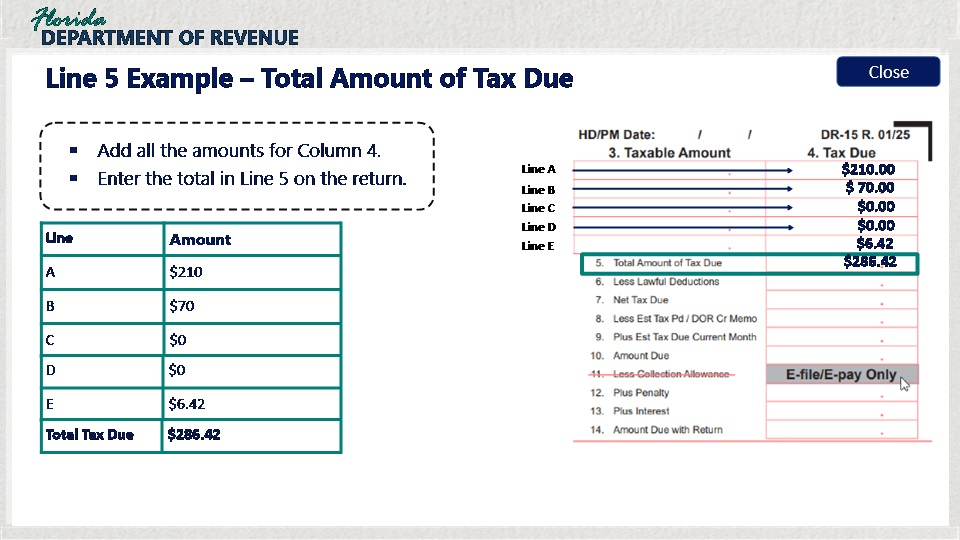 Florida
DEPARTMENT OF REVENUE
Line 5 Example – Total Amount of Tax Due
Close
▪ Add all the amounts for Column 4.
▪ Enter the total in Line 5 on the return.
Line Amount
A $210
B $70
C $0
D $0
E $6.42
Total Tax Due $286.42
HD/PM Date: / / DR-15 R. 01/25
3. Taxable Amount 4. Tax Due
Line A $210.00
Line B $ 70.00
Line C $0.00
Line D $0.00
Line E $6.42
5. Total Amount of Tax Due $286.42
6. Less Lawful Deductions .
7. Net Tax Due .
8. Less Est Tax Pd / DOR Cr Memo .
9. Plus Est Tax Due Current Month .
10. Amount Due .
11. Less Collection Allowance E-file/E-pay Only
12. Plus Penalty .
13. Plus Interest .
14. Amount Due with Return .